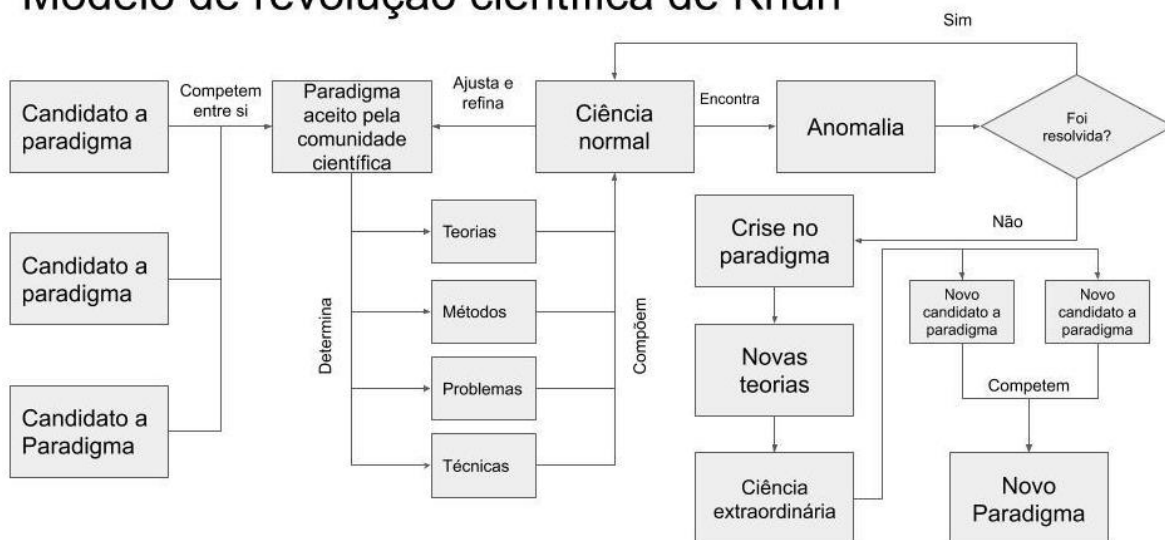 Modelo de revolução científica de Khun
Sim
Candidato a
paradigma
Competem
entre si
Paradigma
aceito pela
comunidade
científica
Ajusta e
refina
Ciência
normal
Encontra
Anomalia
Foi
resolvida?
Candidato a
paradigma
Candidato a
Paradigma
Determina
Teorias
Métodos
Problemas
Técnicas
Compõem
Não
Crise no
paradigma
Novas
teorias
Ciência
extraordinária
Novo
candidato a
paradigma
Novo
candidato a
paradigma
Competem
Novo
Paradigma